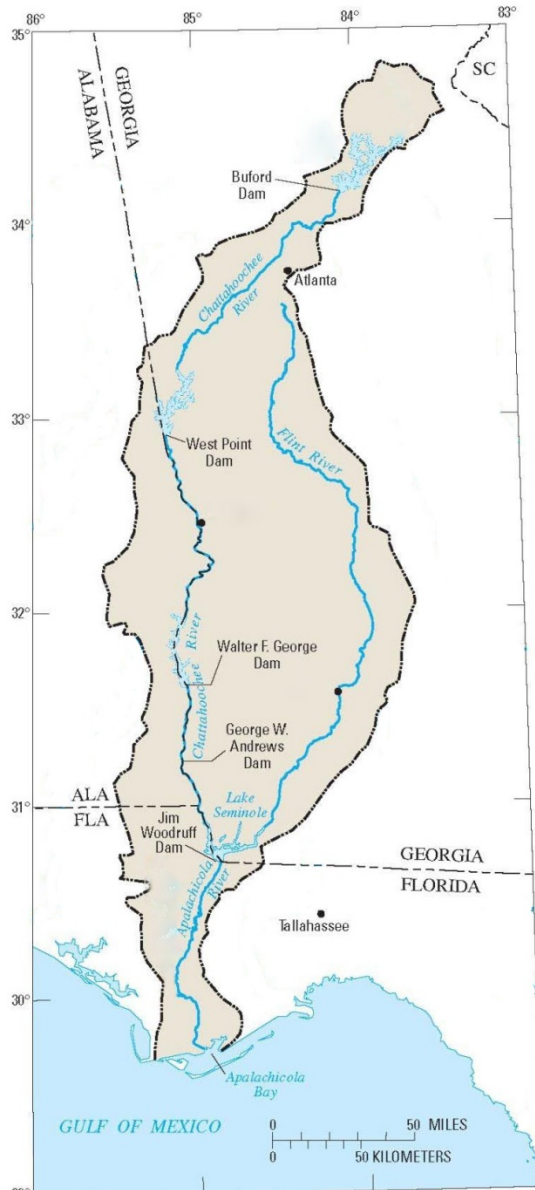 86°
85°
84°
83°
SC
GEORGIA
ALABAMA
Buford
Dam
34°
Atlanta
Chattahoochee
River
33°
West Point
Dam
Flint River
32°
River
Chattahoochee
Walter F. George
Dam
George W.
Andrews
Dam
31°
ALA
FLA
Lake
Seminole
Jim
Woodruff
Dam
GEORGIA
FLORIDA
Apalachicola
River
Tallahassee
30°
Apalachicola
Bay
GULF OF MEXICO
0 50 MILES
0 50 KILOMETERS